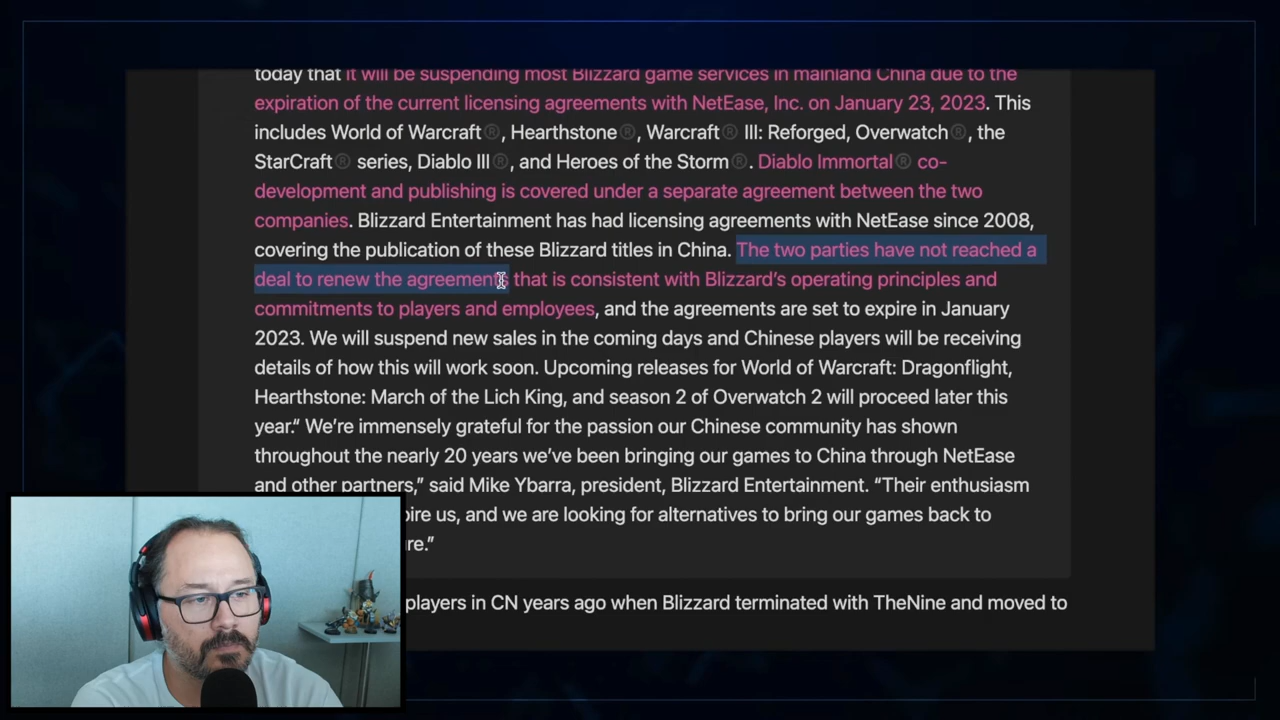 today that it will be suspending most Blizzard game services in mainland China due to the
expiration of the current licensing agreements with NetEase, Inc. on January 23, 2023. This
includes World of Warcraft®, Hearthstone®, Warcraft® III: Reforged, Overwatch®, the
StarCraft® series, Diablo III®, and Heroes of the Storm®. Diablo Immortal® co-
development and publishing is covered under a separate agreement between the two
companies. Blizzard Entertainment has had licensing agreements with NetEase since 2008,
covering the publication of these Blizzard titles in China. The two parties have not reached a
deal to renew the agreements that is consistent with Blizzard's operating principles and
commitments to players and employees, and the agreements are set to expire in January
2023. We will suspend new sales in the coming days and Chinese players will be receiving
details of how this will work soon. Upcoming releases for World of Warcraft: Dragonflight,
Hearthstone: March of the Lich King, and season 2 of Overwatch 2 will proceed later this
year.” We're immensely grateful for the passion our Chinese community has shown
throughout the nearly 20 years we've been bringing our games to China through NetEase
and other partners,” said Mike Ybarra, president, Blizzard Entertainment. “Their enthusiasm
us, and we are looking for alternatives to bring our games back to
players in CN years ago when Blizzard terminated with TheNine and moved to